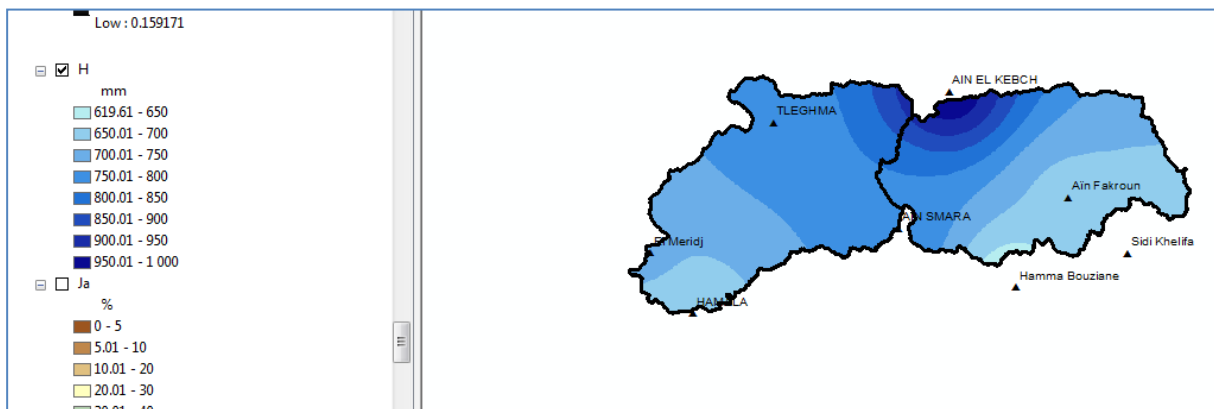 Low : 0.159171
H
mm
619.61 - 650
650.01 - 700
700.01 - 750
750.01 - 800
800.01 - 850
850.01 - 900
900.01 - 950
950.01 - 1 000
Ja
%
0 - 5
5.01 - 10
10.01 - 20
20.01 - 30
AIN EL KEBCH
TLEGHMA
Aïn Fakroun
AIN SMARA
El Meridj
Sidi Khelifa
Hamma Bouziane